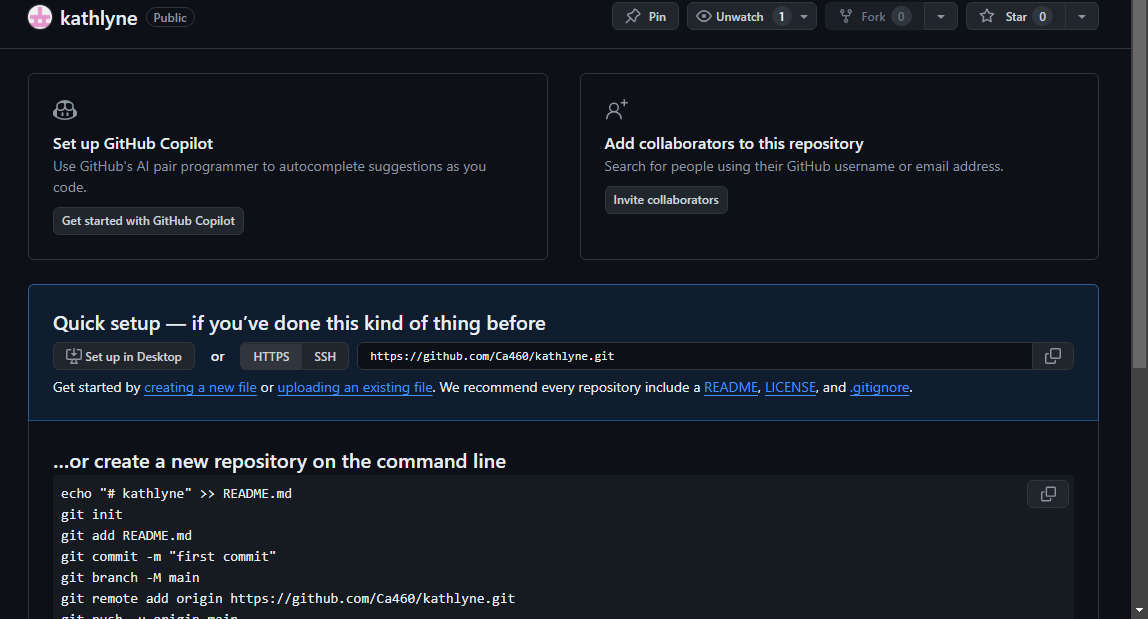 kathlyne Public Pin Unwatch 1 Fork 0 Star 0
Set up GitHub Copilot
Use GitHub's AI pair programmer to autocomplete suggestions as you
code.
Get started with GitHub Copilot
Add collaborators to this repository
Search for people using their GitHub username or email address.
Invite collaborators
Quick setup — if you’ve done this kind of thing before
Set up in Desktop or HTTPS SSH https://github.com/Ca460/kathlyne.git
Get started by creating a new file or uploading an existing file. We recommend every repository include a README, LICENSE, and .gitignore.
…or create a new repository on the command line
echo "# kathlyne" >> README.md
git init
git add README.md
git commit -m "first commit"
git branch -M main
git remote add origin https://github.com/Ca460/kathlyne.git
git push -u origin main